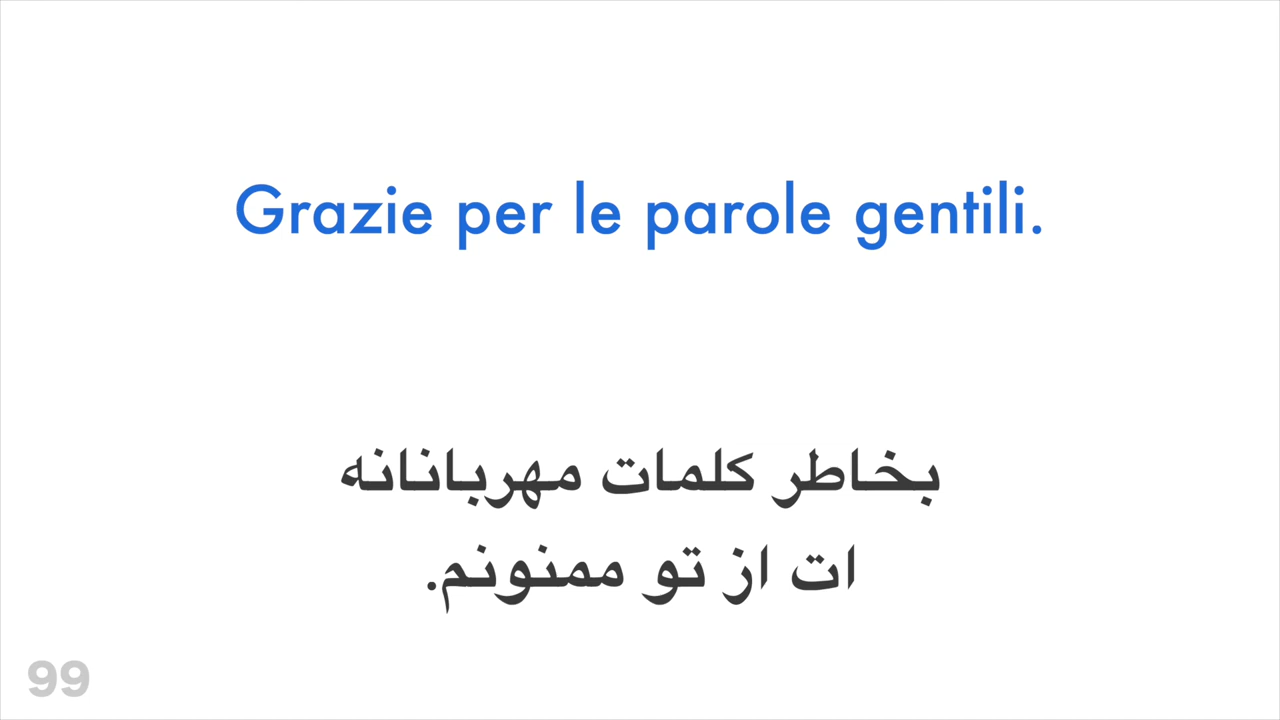 Grazie per le parole gentili.
بخاطر کلمات مهربانانه
ات از تو ممنونم.
99